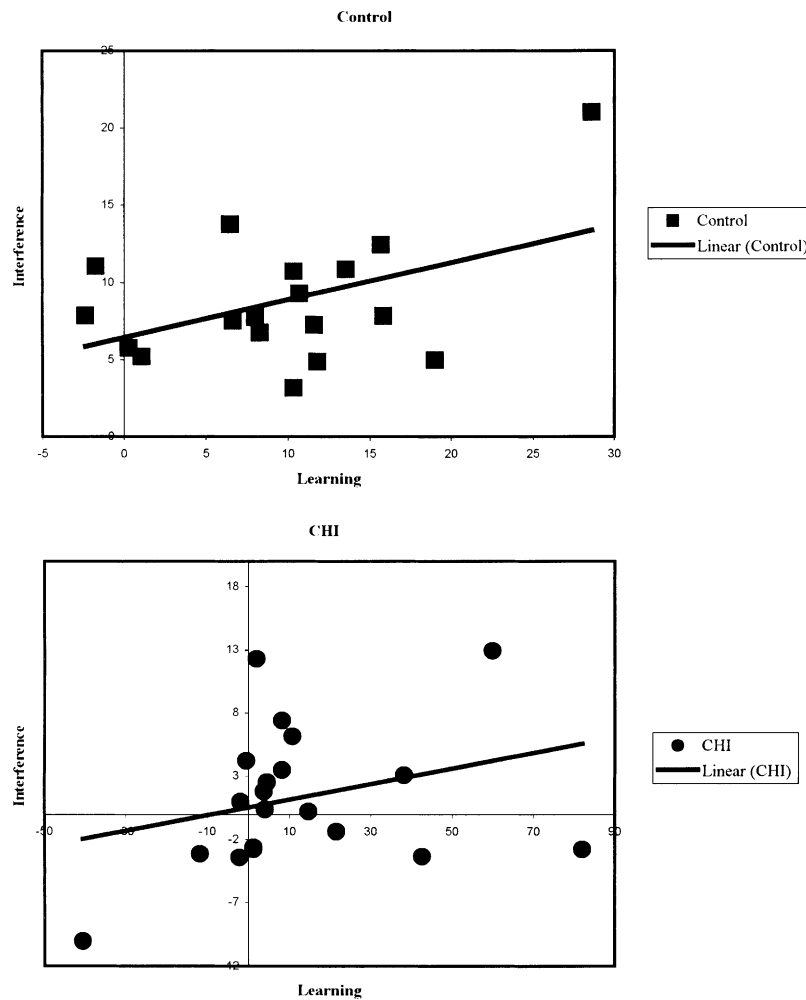 Control
25
20
15
10
5
0
Interference
-5 0 5 10 15 20 25 30
Learning
Control
Linear (Control)
CHI
18
13
8
3
-2
-7
-12
Interference
-50 -30 -10 10 30 50 70 90
Learning
CHI
Linear (CHI)